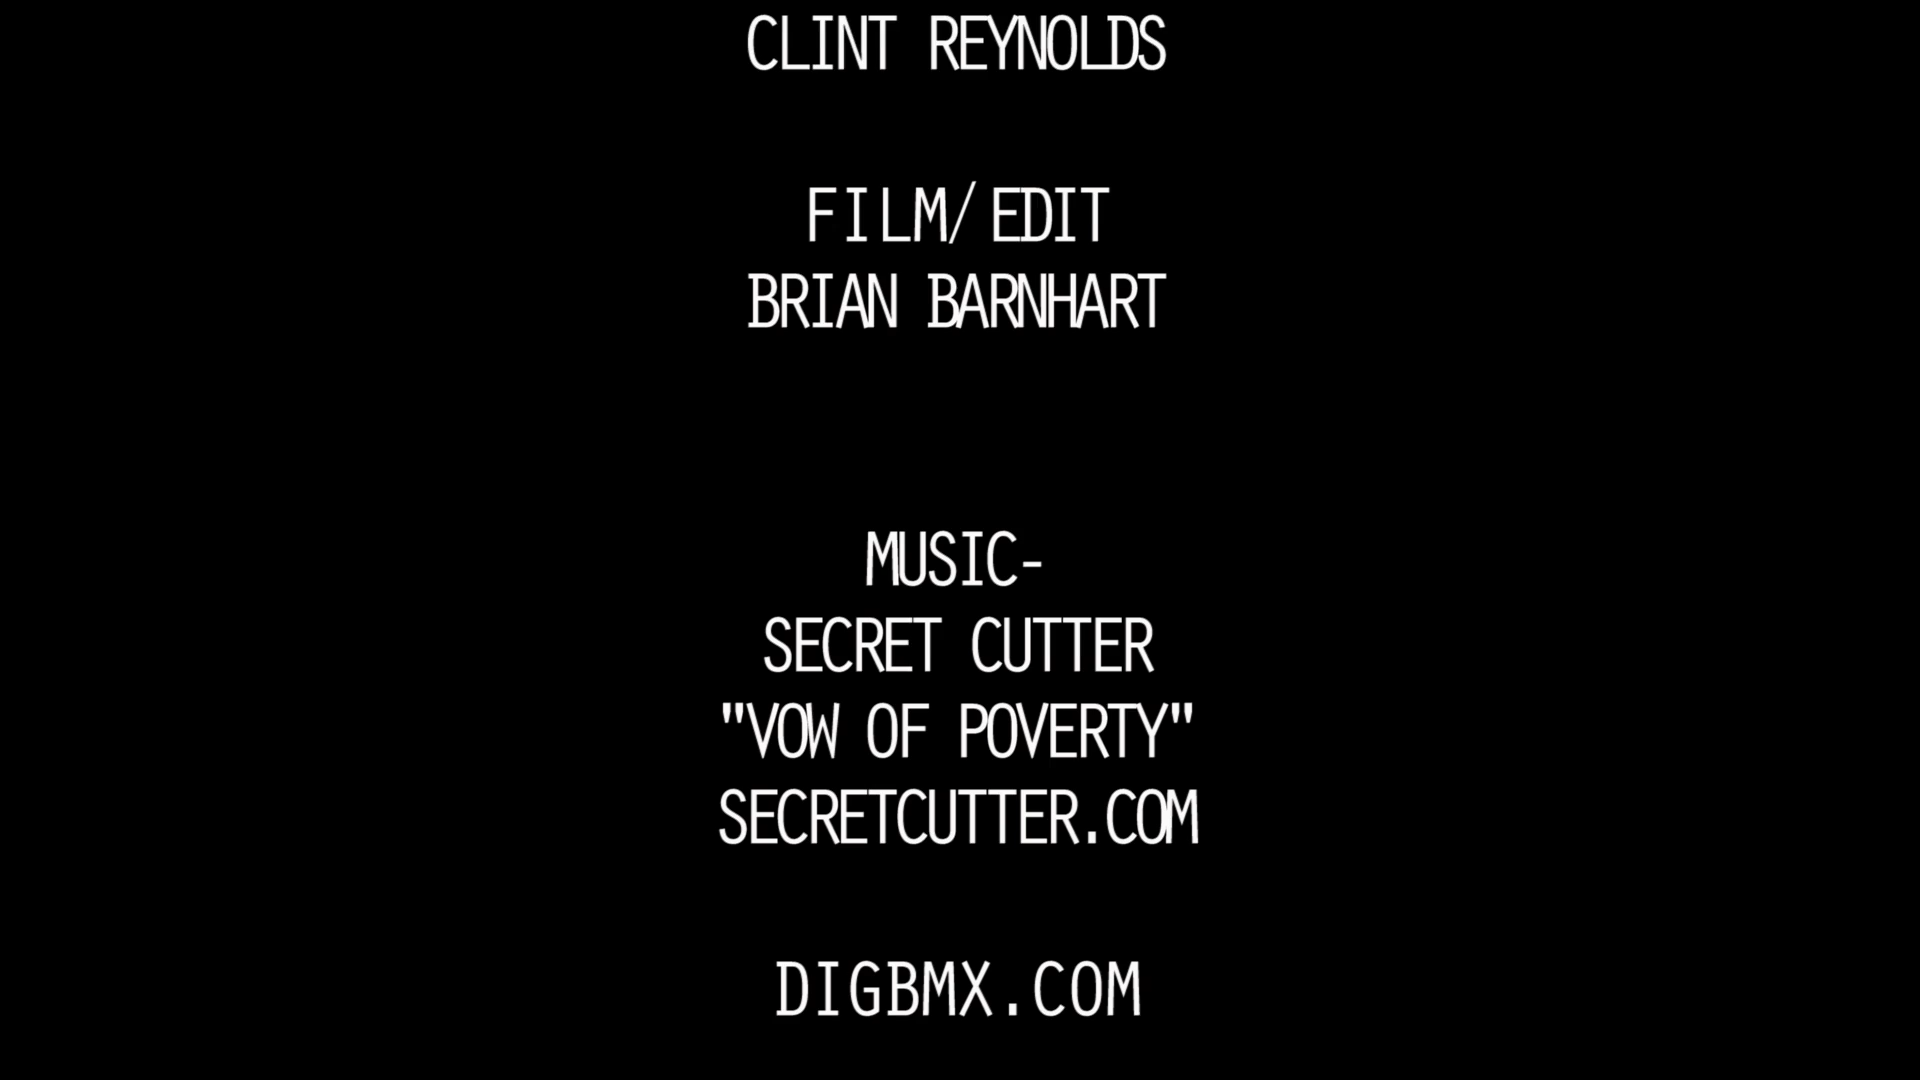 CLINT REYNOLDS
FILM/EDIT
BRIAN BARNHART
MUSIC-
SECRET CUTTER
"VOW OF POVERTY"
SECRETCUTTER.COM
DIGBMX.COM